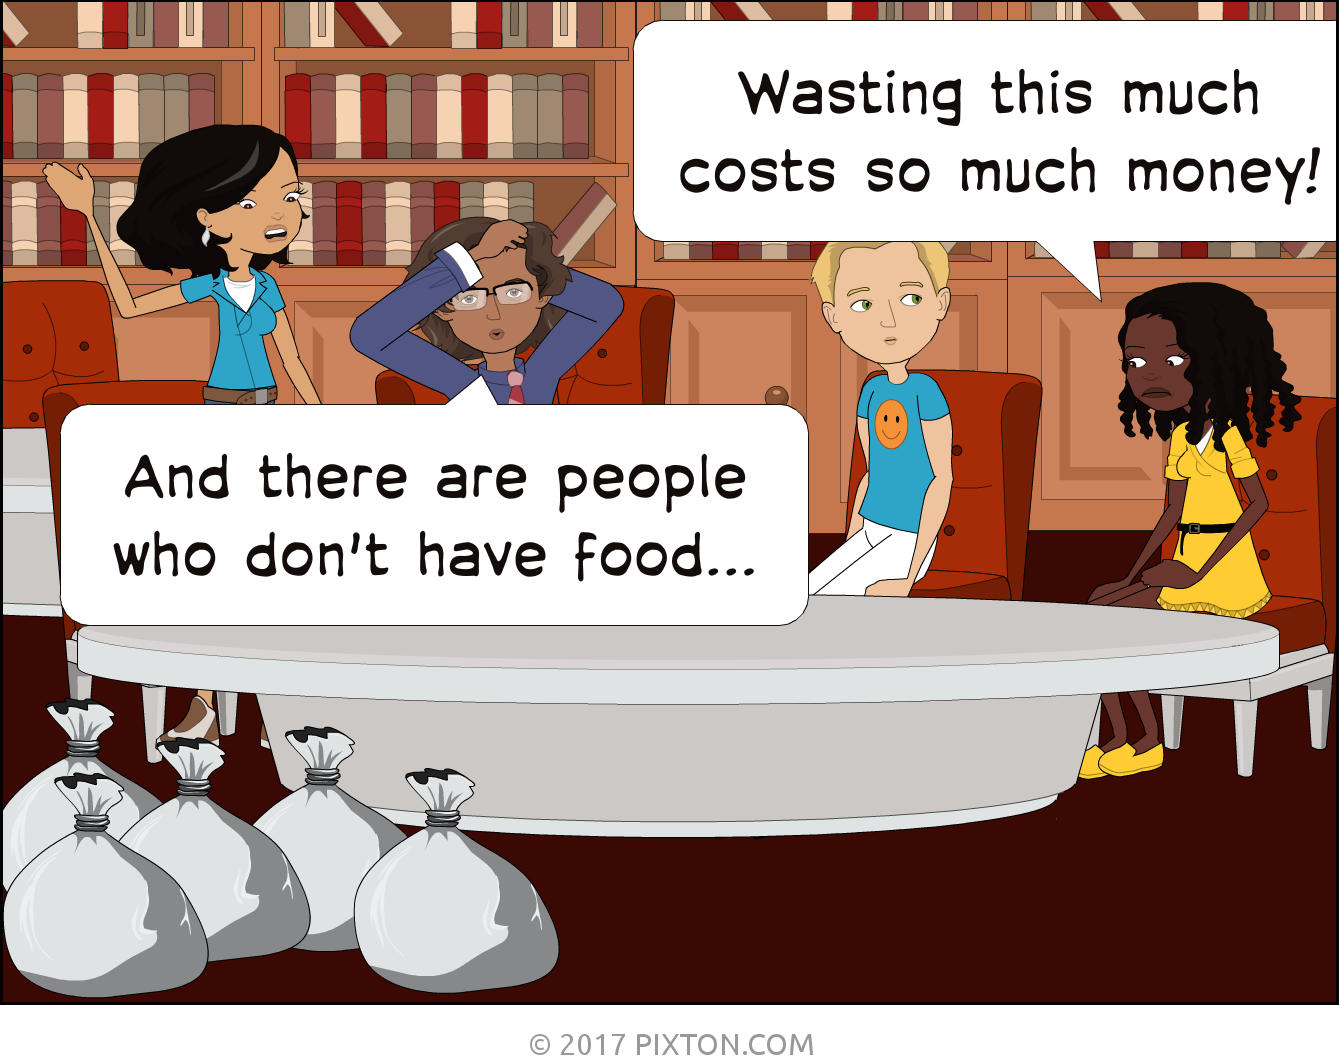 Wasting this much
costs so much money!
And there are people
who don't have food...
© 2017 PIXTON.COM